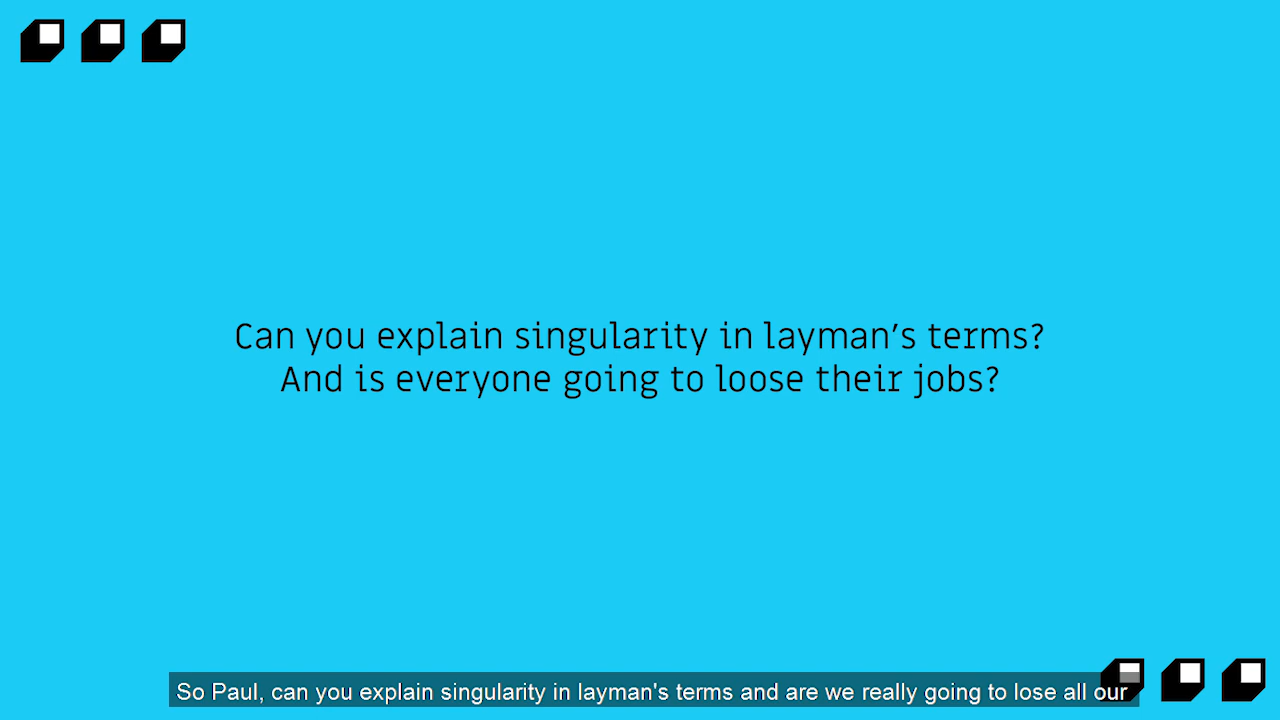 Can you explain singularity in layman's terms?
And is everyone going to loose their jobs?
So Paul, can you explain singularity in layman's terms and are we really going to lose all our